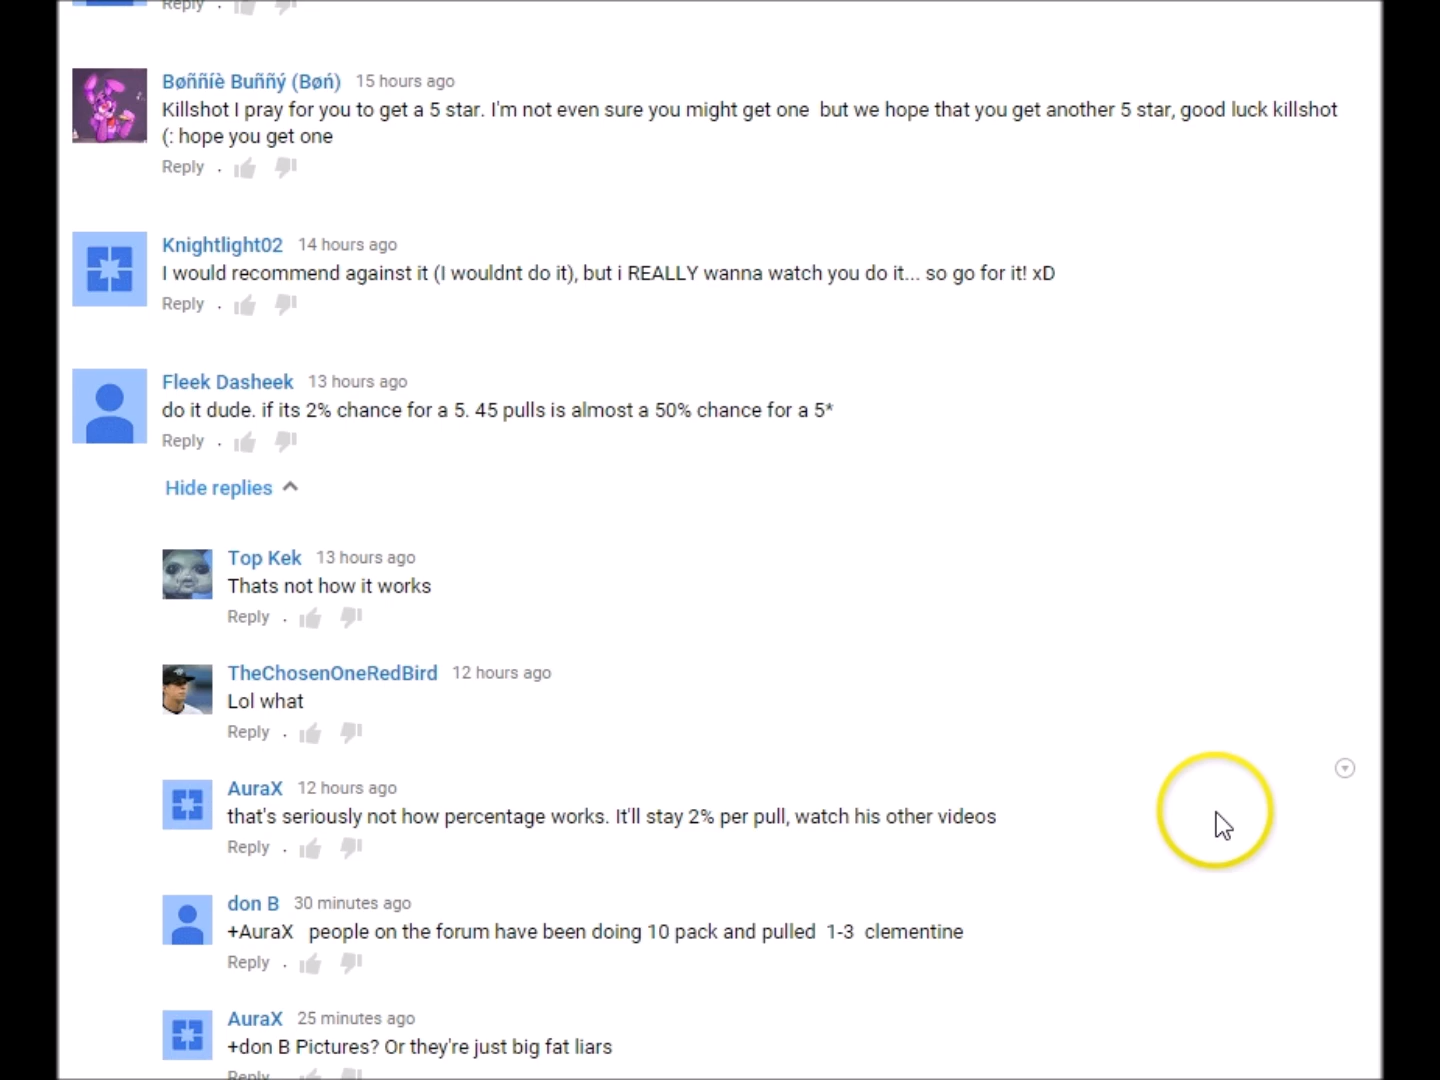 Reply .
Bøññíè Buññý (Bøń) 15 hours ago
Killshot I pray for you to get a 5 star. I'm not even sure you might get one  but we hope that you get another 5 star, good luck killshot
(: hope you get one
Reply .
Knightlight02 14 hours ago
I would recommend against it (I wouldnt do it), but i REALLY wanna watch you do it... so go for it! xD
Reply .
Fleek Dasheek 13 hours ago
do it dude. if its 2% chance for a 5. 45 pulls is almost a 50% chance for a 5*
Reply .
Hide replies
Top Kek 13 hours ago
Thats not how it works
Reply .
TheChosenOneRedBird 12 hours ago
Lol what
Reply .
AuraX 12 hours ago
that's seriously not how percentage works. It'll stay 2% per pull, watch his other videos
Reply .
don B 30 minutes ago
+AuraX   people on the forum have been doing 10 pack and pulled  1-3  clementine
Reply .
AuraX 25 minutes ago
+don B Pictures? Or they're just big fat liars
Reply